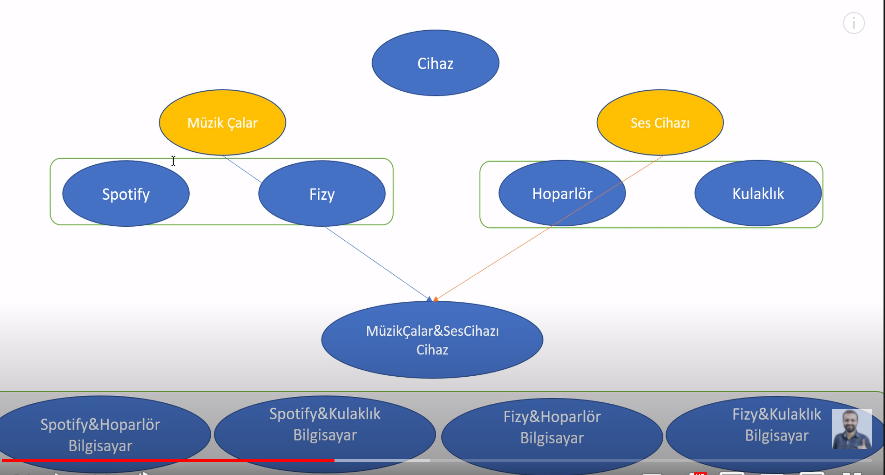 Cihaz
Müzik Çalar
Ses Cihazı
Spotify
Fizy
Hoparlör
Kulaklık
MüzikÇalar&SesCihazı
Cihaz
Spotify&Hoparlör
Bilgisayar
Spotify&Kulaklık
Bilgisayar
Fizy&Hoparlör
Bilgisayar
Fizy&Kulaklık
Bilgisayar